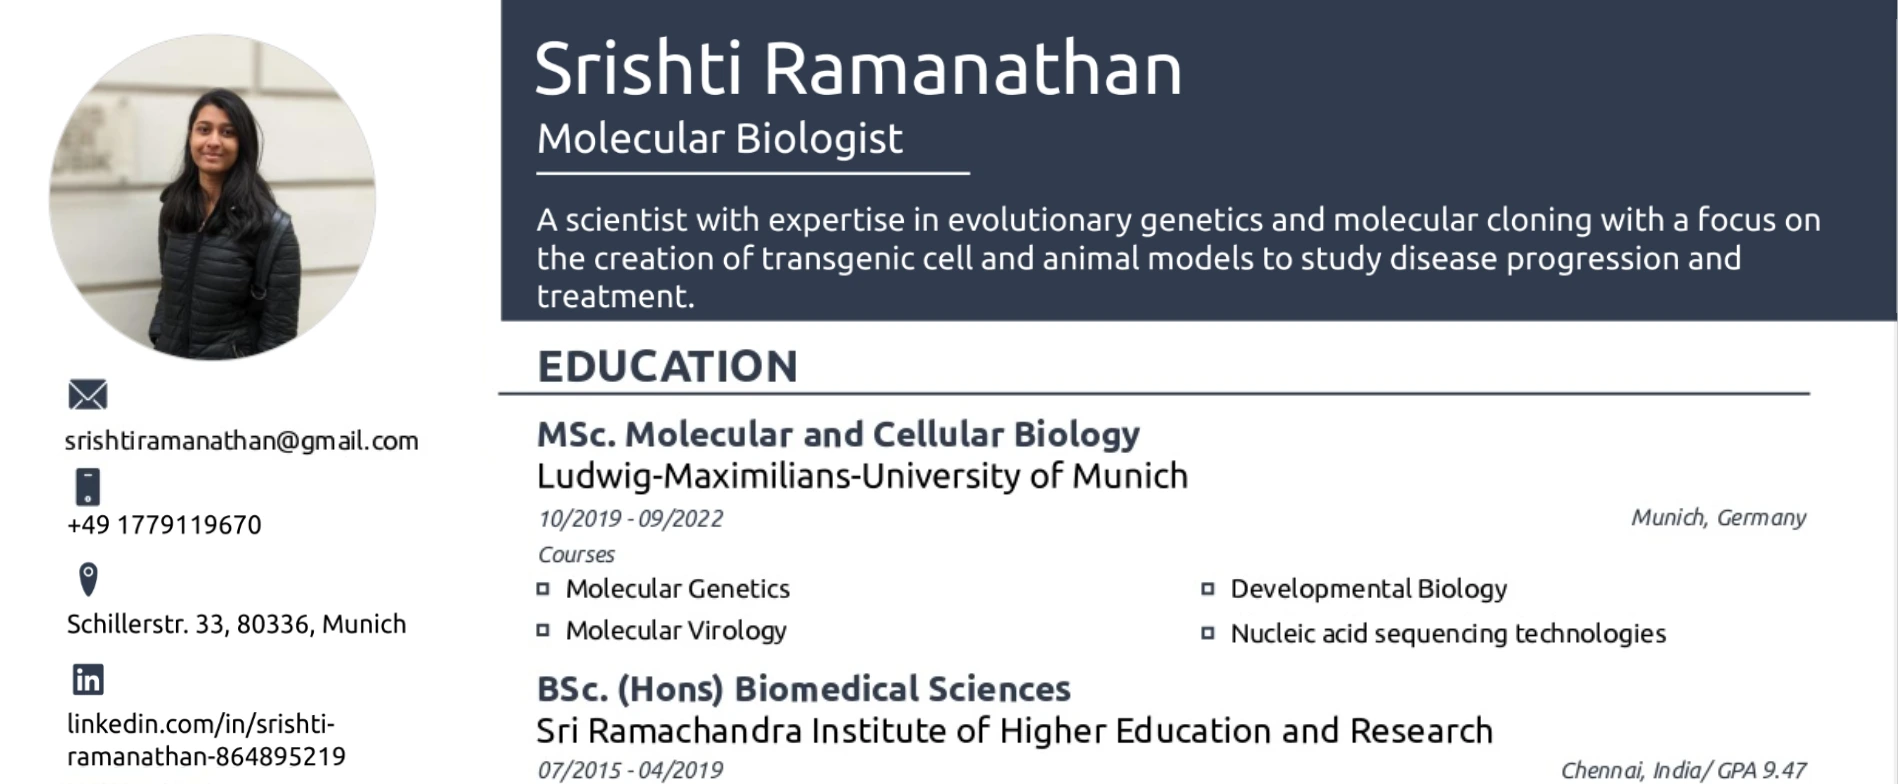 Srishti Ramanathan
Molecular Biologist
A scientist with expertise in evolutionary genetics and molecular cloning with a focus on
the creation of transgenic cell and animal models to study disease progression and
treatment.
srishtiramanathan@gmail.com
+49 1779119670
Schillerstr. 33, 80336, Munich
in
linkedin.com/in/srishti-
ramanathan-864895219
EDUCATION
MSc. Molecular and Cellular Biology
Ludwig-Maximilians-University of Munich
10/2019 - 09/2022
Munich, Germany
Courses
Molecular Genetics
Developmental Biology
Molecular Virology
Nucleic acid sequencing technologies
BSc. (Hons) Biomedical Sciences
Sri Ramachandra Institute of Higher Education and Research
07/2015 - 04/2019
Chennai, India/ GPA 9.47